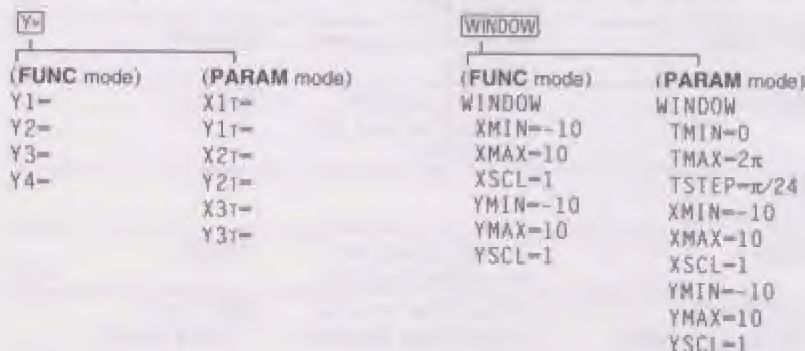 Y=
(FUNC mode)
Y1=
Y2=
Y3=
Y4=
(PARAM mode)
X1T=
Y1T=
X2T=
Y2T=
X3T=
Y3T=
WINDOW
(FUNC mode)
WINDOW
XMIN=-10
XMAX=10
XSCL=1
YMIN=-10
YMAX=10
YSCL=1
(PARAM mode)
WINDOW
TMIN=0
TMAX=2π
TSTEP=π/24
XMIN=-10
XMAX=10
XSCL=1
YMIN=-10
YMAX=10
YSCL=1